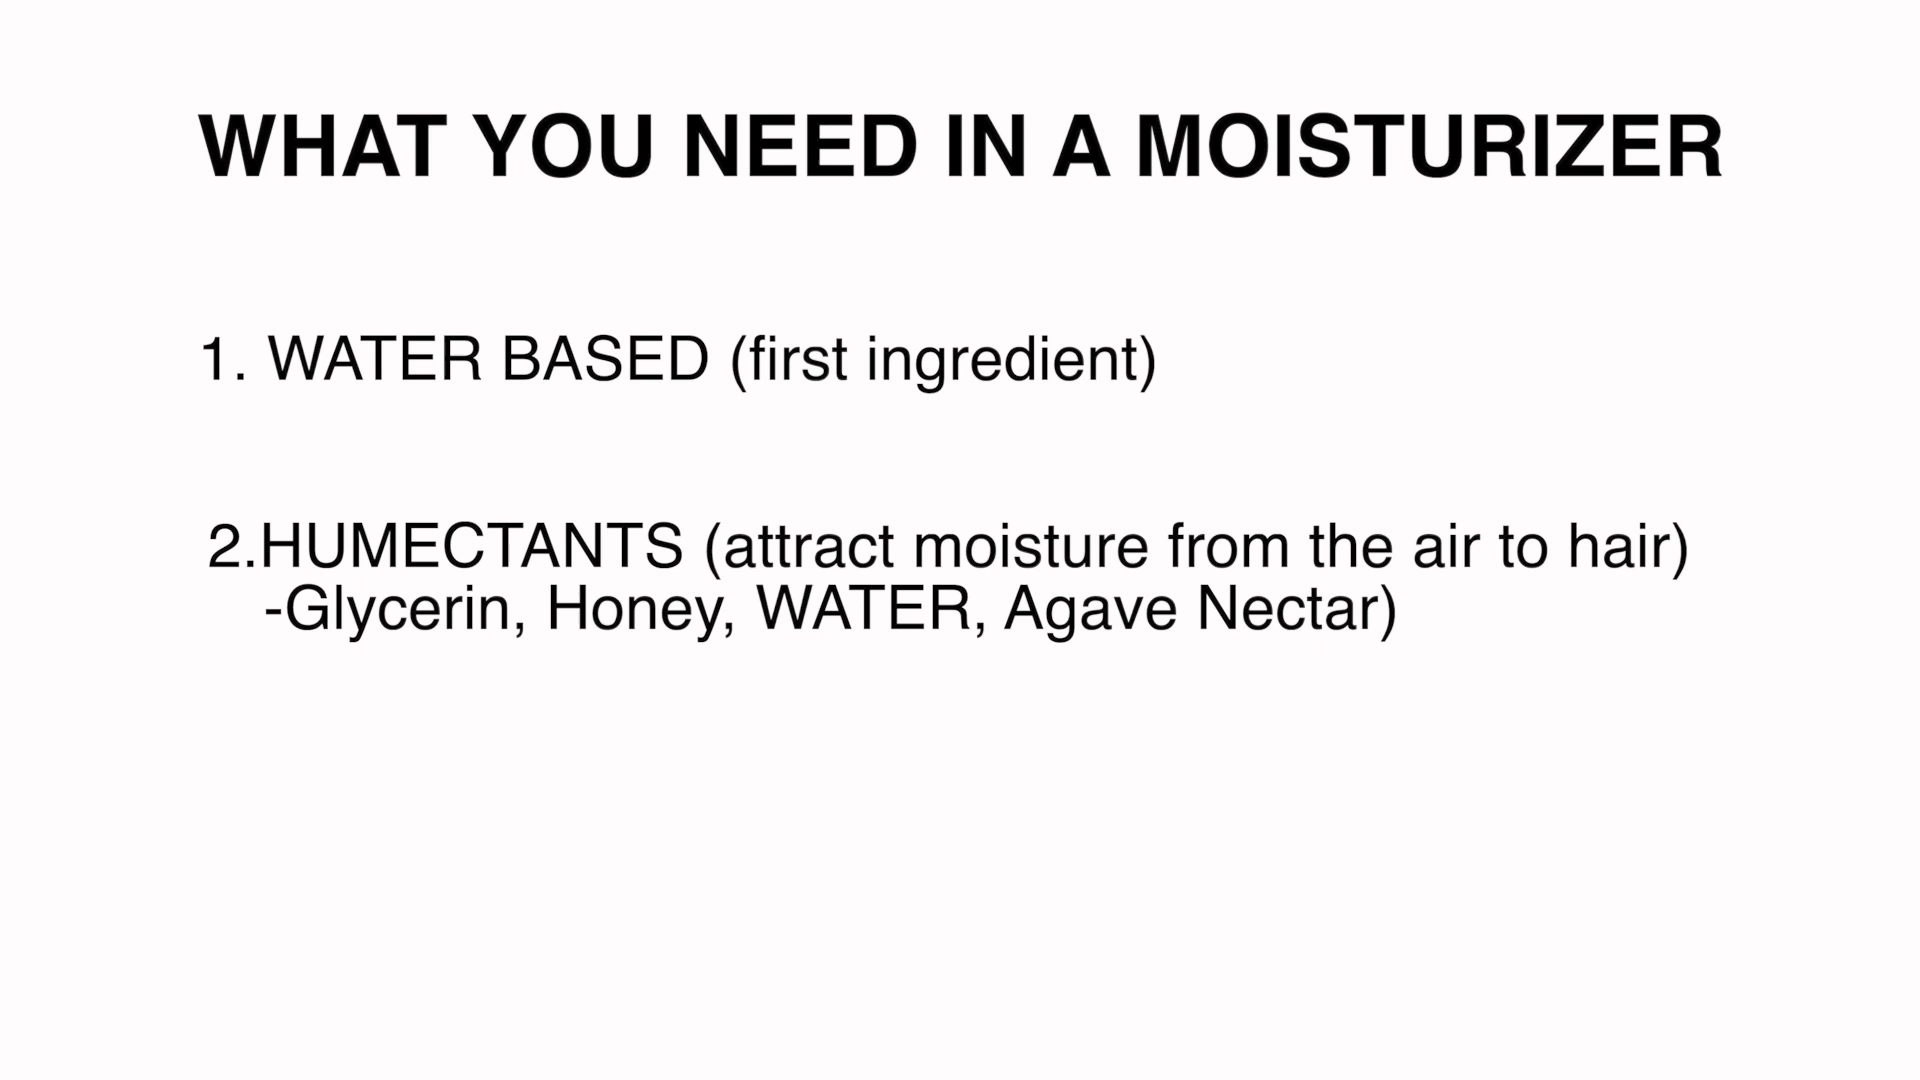 WHAT YOU NEED IN A MOISTURIZER
1. WATER BASED (first ingredient)
2.HUMECTANTS (attract moisture from the air to hair)
-Glycerin, Honey, WATER, Agave Nectar)